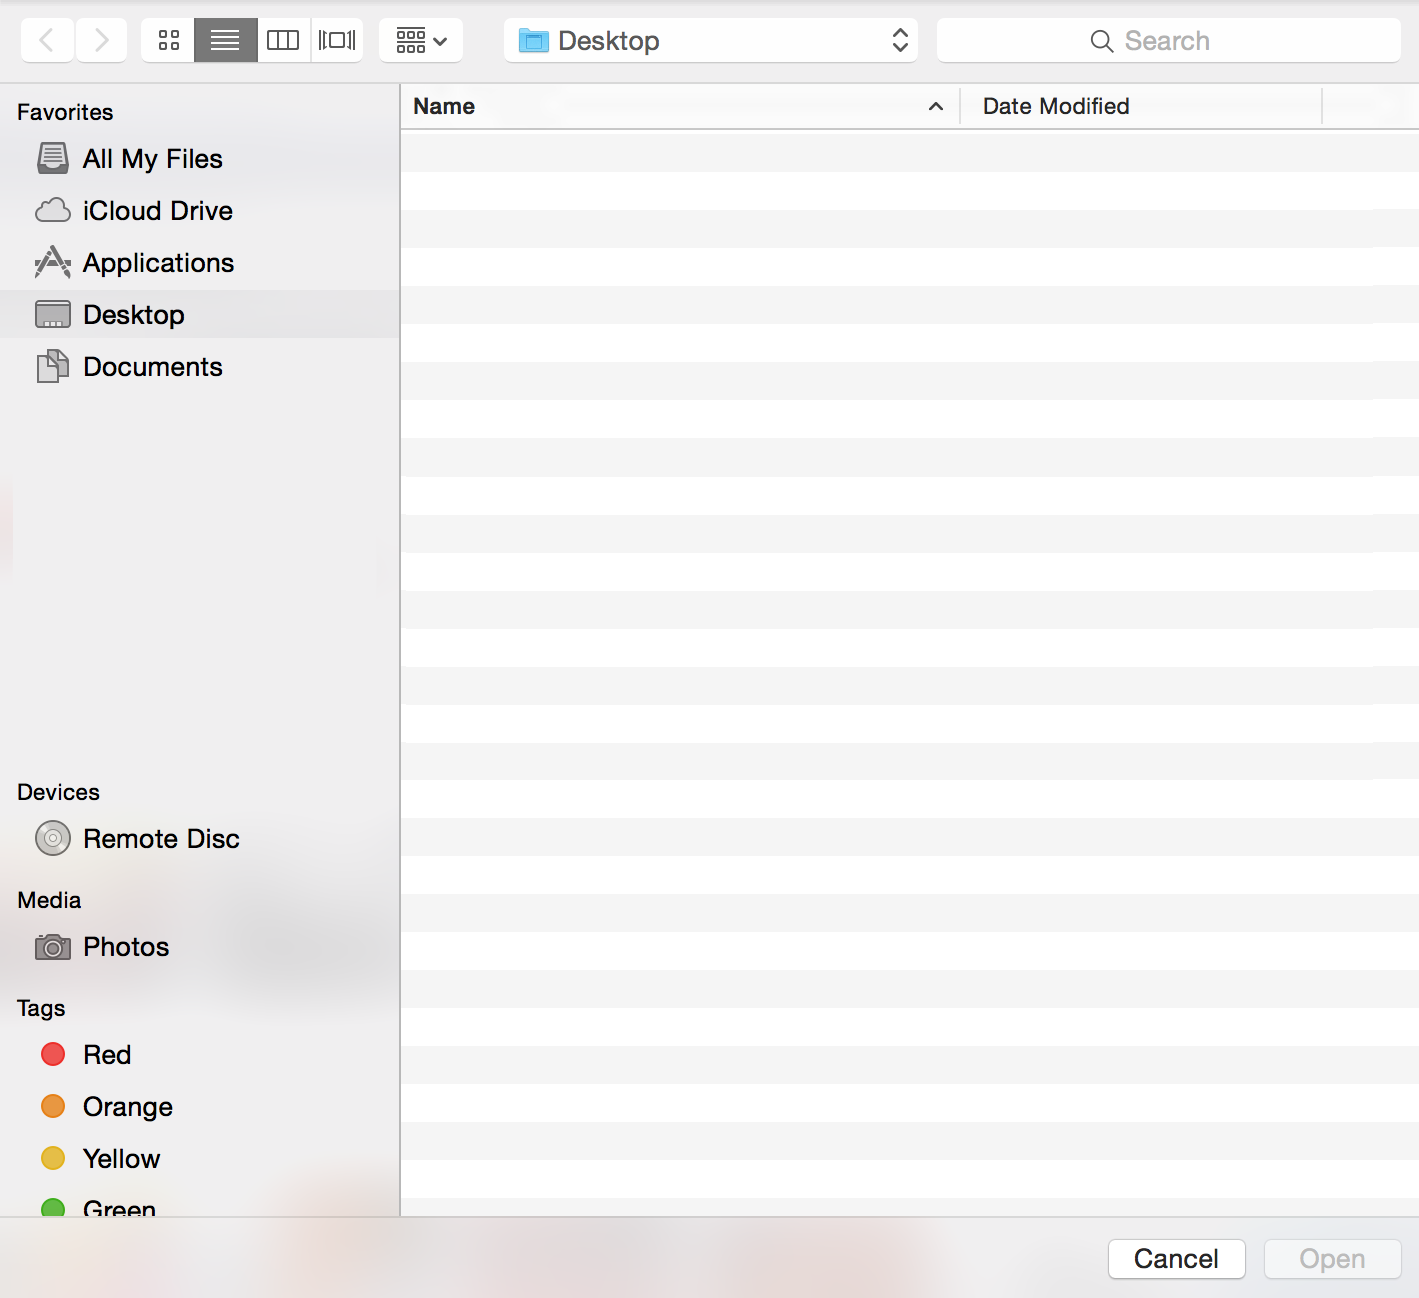 Desktop
Search
Favorites
All My Files
iCloud Drive
Applications
Desktop
Documents
Devices
Remote Disc
Media
Photos
Tags
Red
Orange
Yellow
Green
Name
Date Modified
Cancel
Open